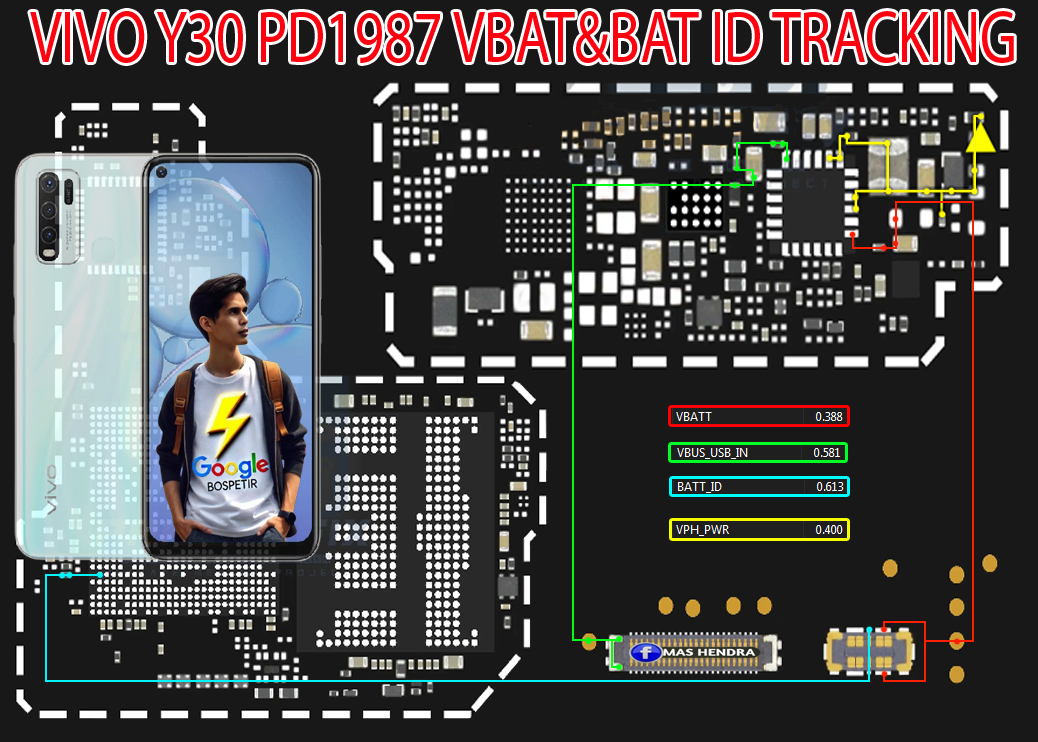 VIVO Y30 PD1987 VBAT&BAT ID TRACKING
vivo
Google
BOSPETIR
VBATT 0.388
VBUS_USB_IN 0.581
BATT_ID 0.613
VPH_PWR 0.400
f MAS HENDRA